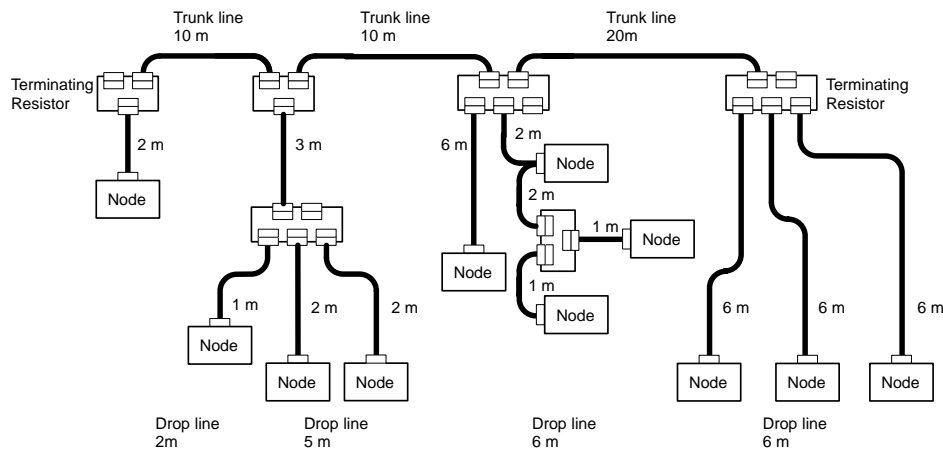 Trunk line
10 m
Trunk line
10 m
Trunk line
20m
Terminating
Resistor
Terminating
Resistor
2 m
3 m
6 m
2 m
Node
Node
2 m
1 m
Node
Node
1 m
Node
1 m
2 m
2 m
6 m
6 m
6 m
Node
Node
Node
Node
Node
Node
Drop line
2m
Drop line
5 m
Drop line
6 m
Drop line
6 m